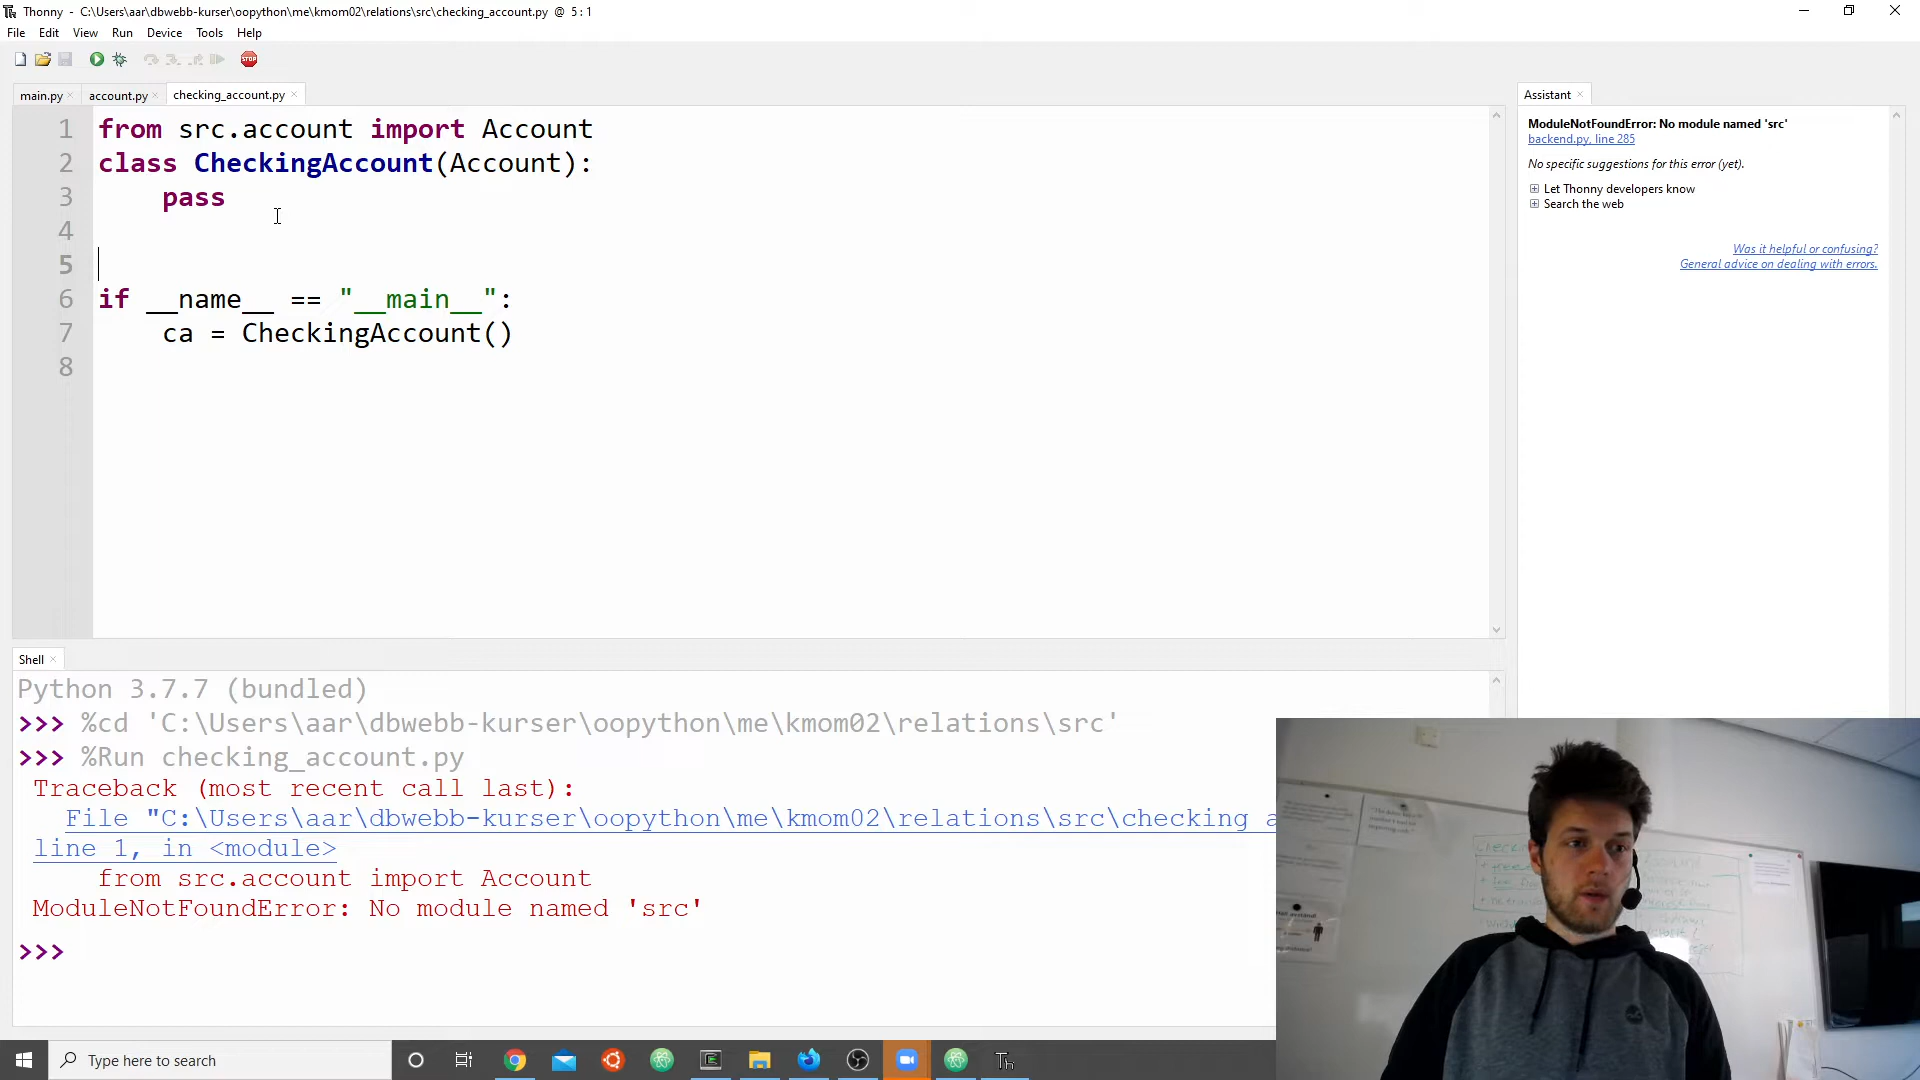 Thonny - C:\Users\aar\dbwebb-kurser\oopython\me\kmom02\relations\src\checking_account.py @ 5 : 1
File Edit View Run Device Tools Help
STOP
main.py × account.py × checking_account.py ×
1 from src.account import Account
2 class CheckingAccount(Account):
3     pass
4
5
6 if __name__ == "__main__":
7     ca = CheckingAccount()
8
Assistant ×
ModuleNotFoundError: No module named 'src'
backend.py, line 285
No specific suggestions for this error (yet).
Let Thonny developers know
Search the web
Was it helpful or confusing?
General advice on dealing with errors.
Shell ×
Python 3.7.7 (bundled)
>>> %cd 'C:\Users\aar\dbwebb-kurser\oopython\me\kmom02\relations\src'
>>> %Run checking_account.py
Traceback (most recent call last):
File "C:\Users\aar\dbwebb-kurser\oopython\me\kmom02\relations\src\checking a
line 1, in <module>
from src.account import Account
ModuleNotFoundError: No module named 'src'
>>>
Type here to search
Th